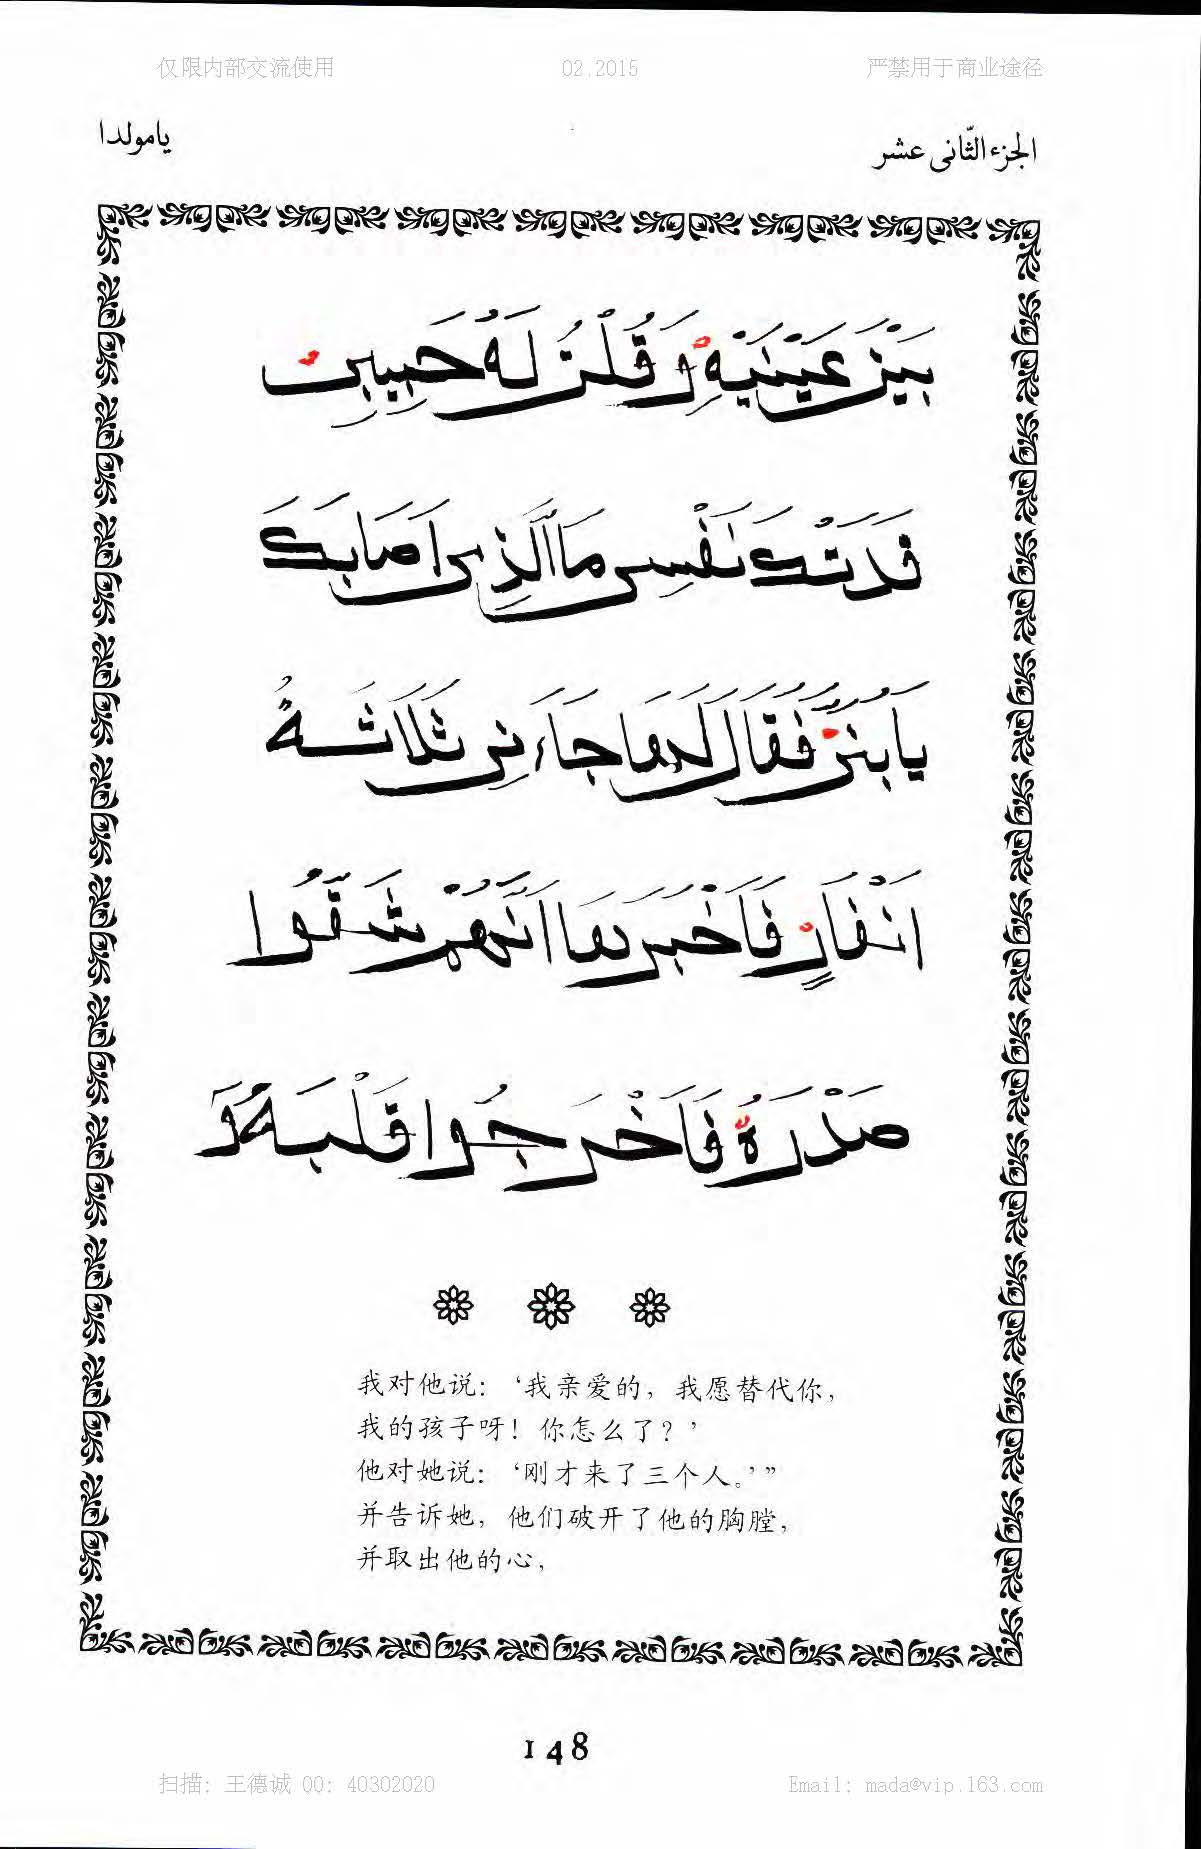 仅限内部交流使用 02.2015 严禁用于商业途径
الجزء الثّانى عشر يامولدا
بَيْنَ عَيْنَيْهِ وَقُلْنَ لَهُ حَبِيبِى
فَدَتْكَ نَفْسِى مَا الَّذِى اَصَابَكَ
يَابُنَىَّ فَقَالَ لَهَا جَاءَنِى ثَلَاثَةُ
اَنْفَارٍ فَاَخْبَرَهَا اَنَّهُمْ شَقُّوا
صَدْرَهُ فَاَخْرَجُوا قَلْبَهُ وَ
我对他说：‘我亲爱的，我愿替代你，
我的孩子呀！你怎么了？’
他对她说：‘刚才来了三个人。’”
并告诉她，他们破开了他的胸膛，
并取出他的心，
148
扫描: 王德诚 QQ: 40302020 Email: mada@vip.163.com